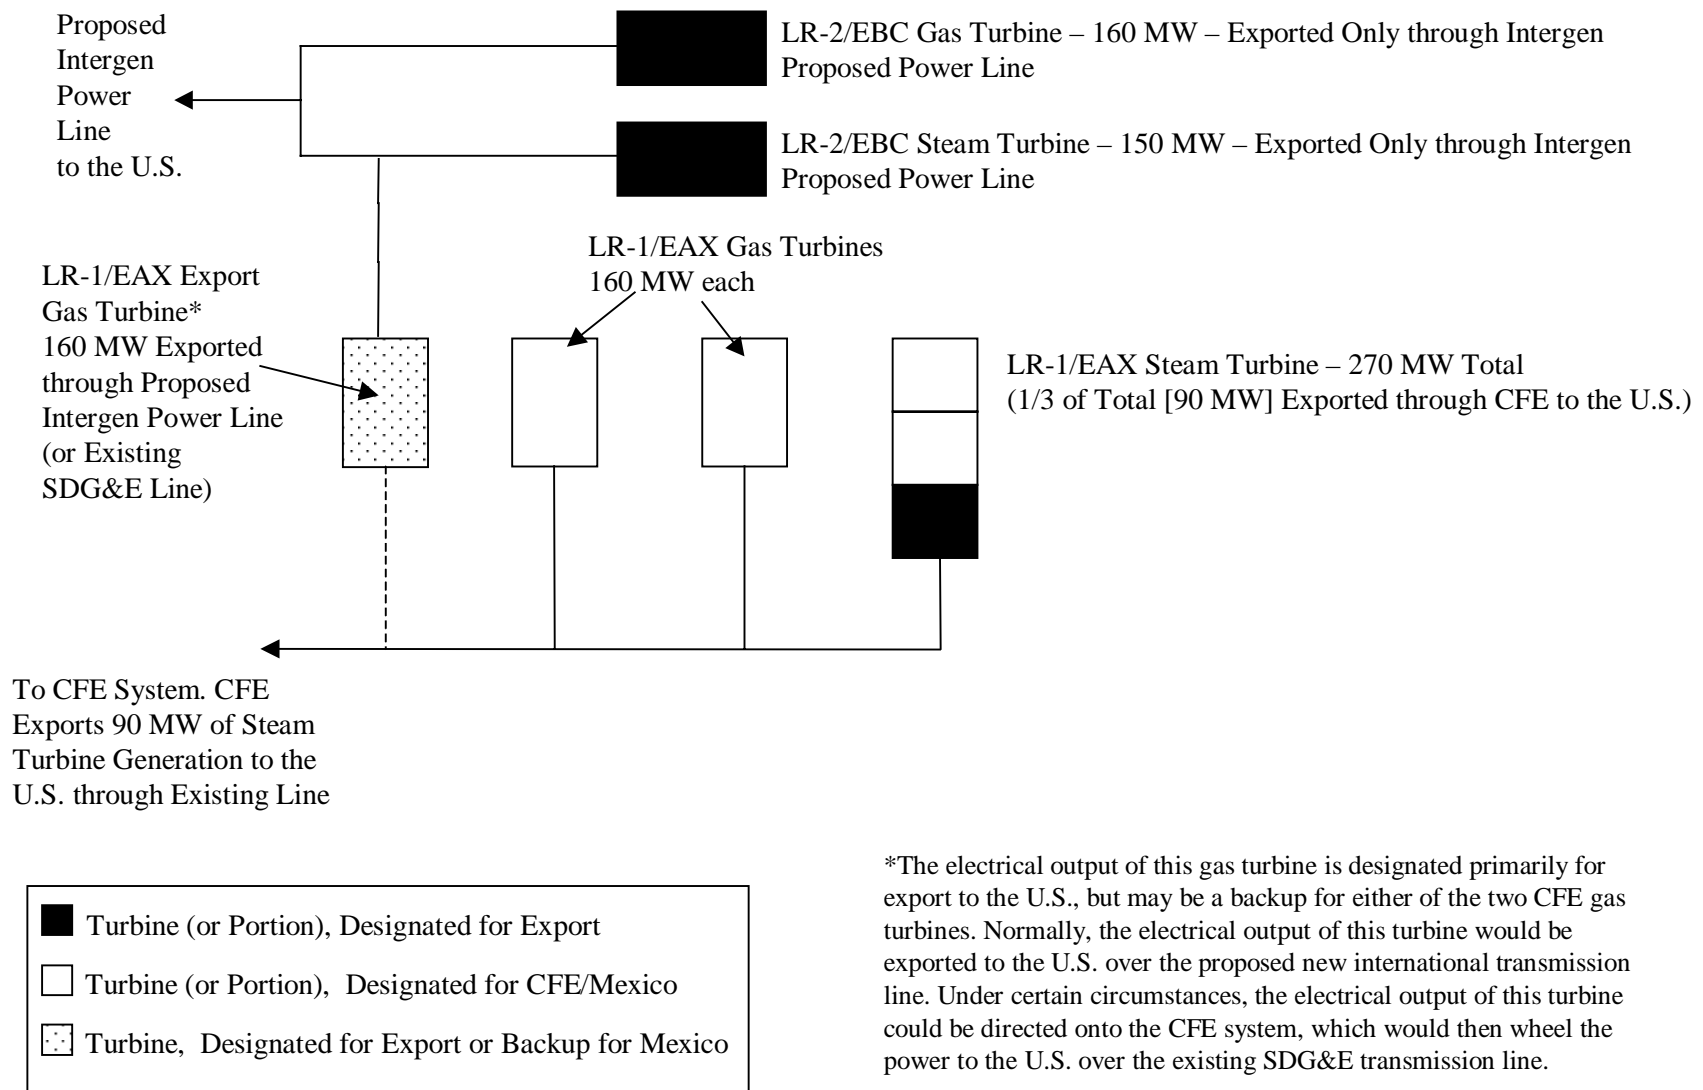 Proposed
Intergen
Power
Line
to the U.S.
LR-2/EBC Gas Turbine – 160 MW – Exported Only through Intergen
Proposed Power Line
LR-2/EBC Steam Turbine – 150 MW – Exported Only through Intergen
Proposed Power Line
LR-1/EAX Gas Turbines
160 MW each
LR-1/EAX Export
Gas Turbine*
160 MW Exported
through Proposed
Intergen Power Line
(or Existing
SDG&E Line)
LR-1/EAX Steam Turbine – 270 MW Total
(1/3 of Total [90 MW] Exported through CFE to the U.S.)
To CFE System. CFE
Exports 90 MW of Steam
Turbine Generation to the
U.S. through Existing Line
Turbine (or Portion), Designated for Export
Turbine (or Portion),  Designated for CFE/Mexico
Turbine,  Designated for Export or Backup for Mexico
*The electrical output of this gas turbine is designated primarily for
export to the U.S., but may be a backup for either of the two CFE gas
turbines. Normally, the electrical output of this turbine would be
exported to the U.S. over the proposed new international transmission
line. Under certain circumstances, the electrical output of this turbine
could be directed onto the CFE system, which would then wheel the
power to the U.S. over the existing SDG&E transmission line.